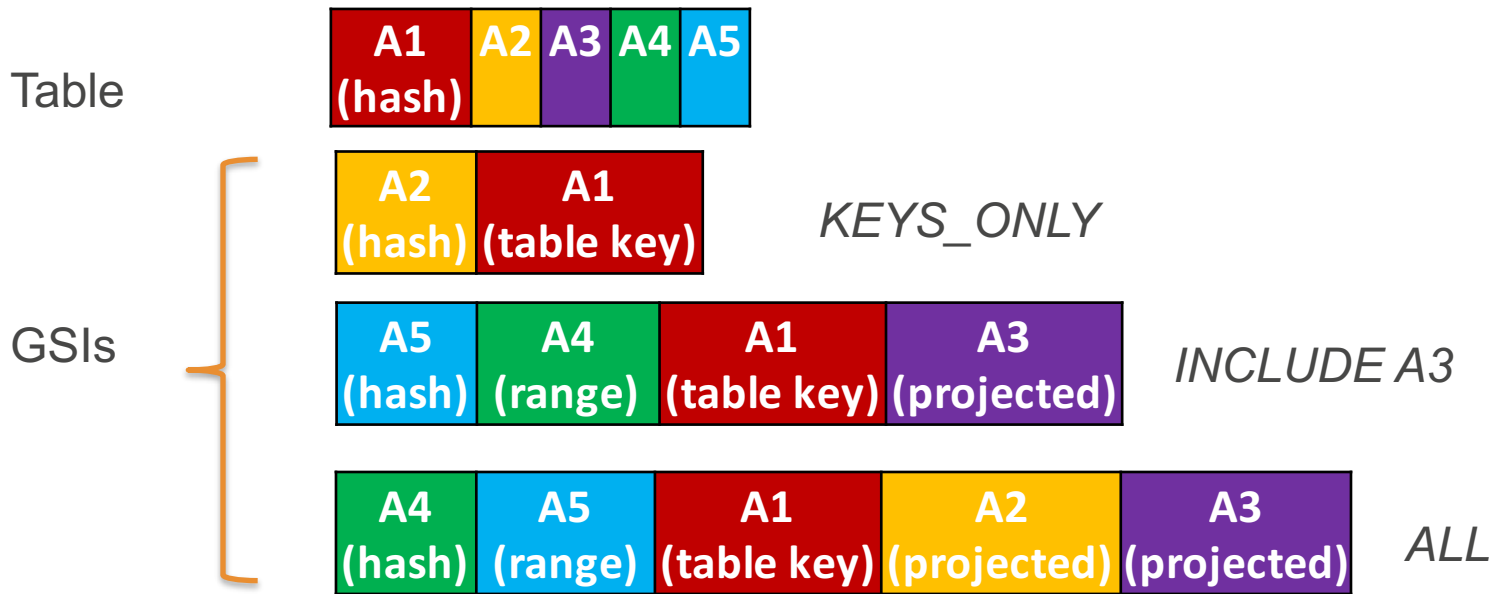 Table
A1 A2 A3 A4 A5
(hash)
GSIs
A2 A1
(hash) (table key)
KEYS_ONLY
A5 A4 A1 A3
(hash) (range) (table key) (projected)
INCLUDE A3
A4 A5 A1 A2 A3
(hash) (range) (table key) (projected) (projected)
ALL